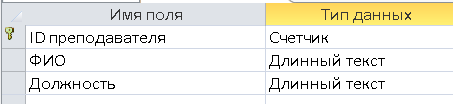 Имя поля Тип данных
ID преподавателя Счетчик
ФИО Длинный текст
Должность Длинный текст